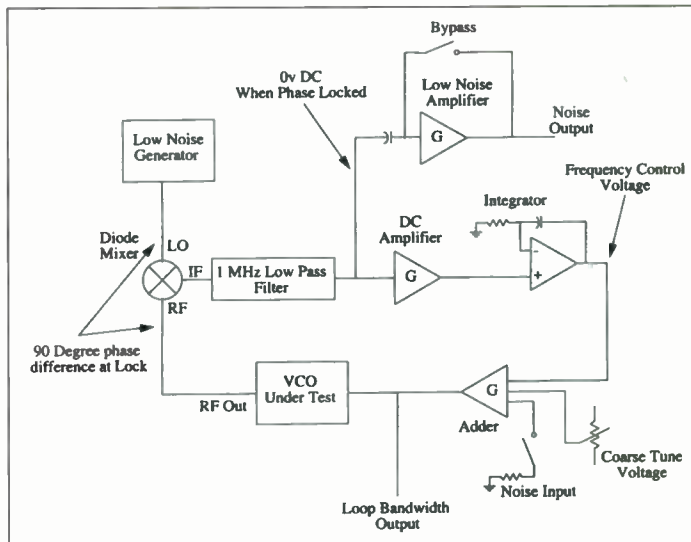 Bypass
0v DC
When Phase Locked
Low Noise
Amplifier
G
Noise
Output
Low Noise
Generator
Frequency Control
Voltage
Integrator
DC
Amplifier
Diode
Mixer
LO
IF
RF
1 MHz Low Pass
Filter
G
-
+
90 Degree phase
difference at Lock
RF Out
VCO
Under Test
G
Adder
Coarse Tune
Voltage
Noise Input
Loop Bandwidth
Output